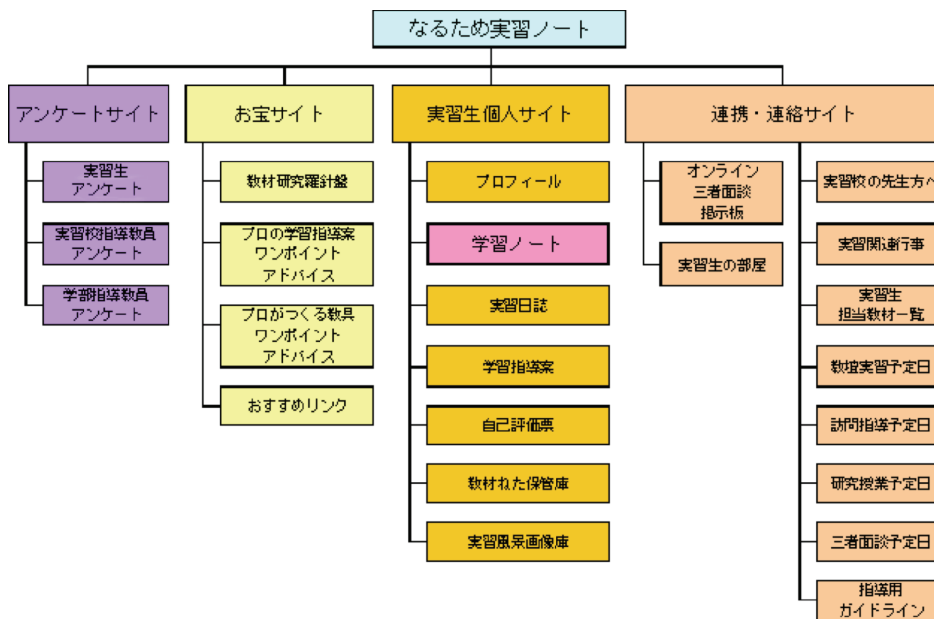 なるため実習ノート
アンケートサイト
実習生
アンケート
実習校指導教員
アンケート
学部指導教員
アンケート
お宝サイト
教材研究羅針盤
プロの学習指導案
ワンポイント
アドバイス
プロがつくる教具
ワンポイント
アドバイス
おすすめリンク
実習生個人サイト
プロフィール
学習ノート
実習日誌
学習指導案
自己評価票
教材ねた保管庫
実習風景画像庫
連携・連絡サイト
オンライン
三者面談
掲示板
実習生の部屋
実習校の先生方へ
実習関連行事
実習生
担当教材一覧
教壇実習予定日
訪問指導予定日
研究授業予定日
三者面談予定日
指導用
ガイドライン